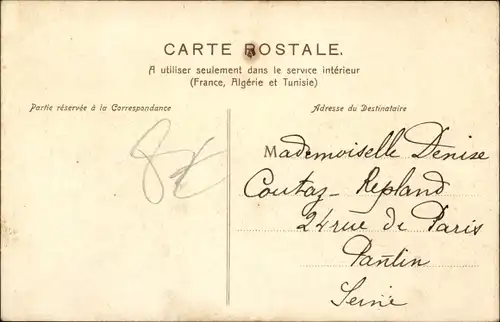 CARTE POSTALE.
A utiliser seulement dans le service intérieur
(France, Algérie et Tunisie)
Partie réservée à la Correspondance
Adresse du Destinataire
Mademoiselle Denise
Coutaz-Repland
24 rue de Paris
Pantin
Seine